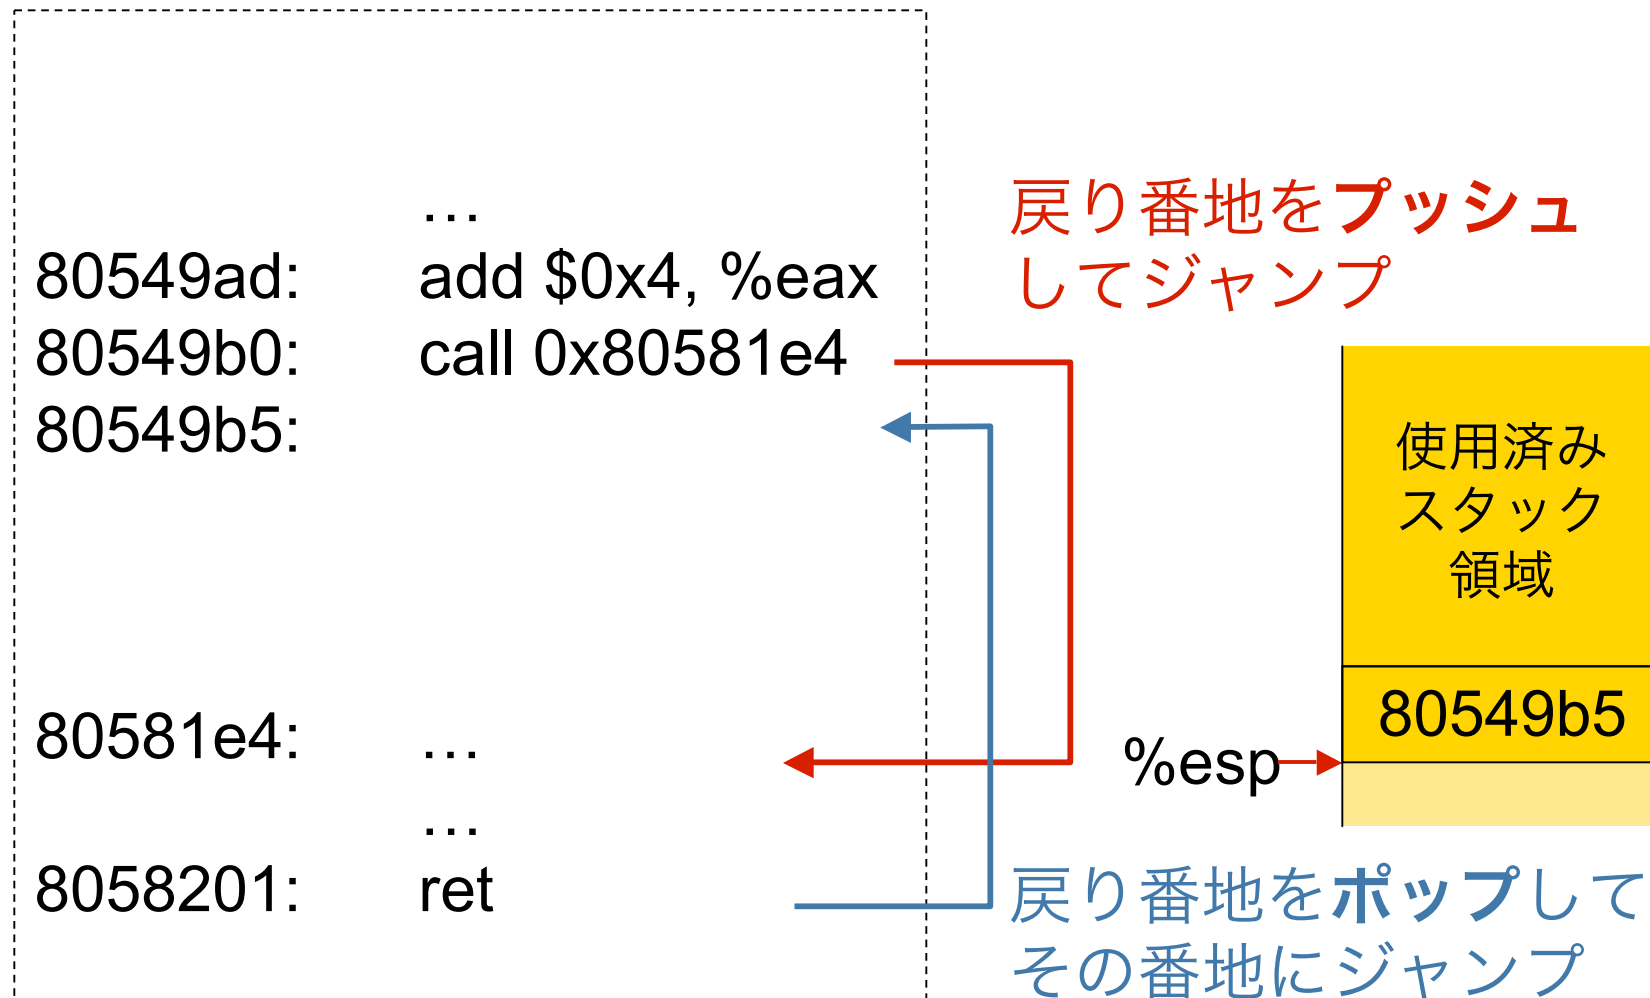 …
80549ad: add $0x4, %eax
80549b0: call 0x80581e4
80549b5:
80581e4: …
…
8058201: ret
戻り番地をプッシュ
してジャンプ
使用済み
スタック
領域
80549b5
%esp
戻り番地をポップして
その番地にジャンプ